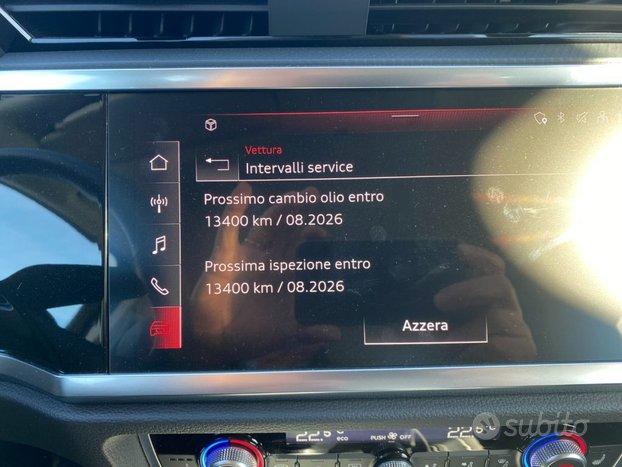 Vettura
Intervalli service
Prossimo cambio olio entro
13400 km / 08.2026
Prossima ispezione entro
13400 km / 08.2026
Azzera
22.5°C
eco
PUSH OFF
22.5
subito